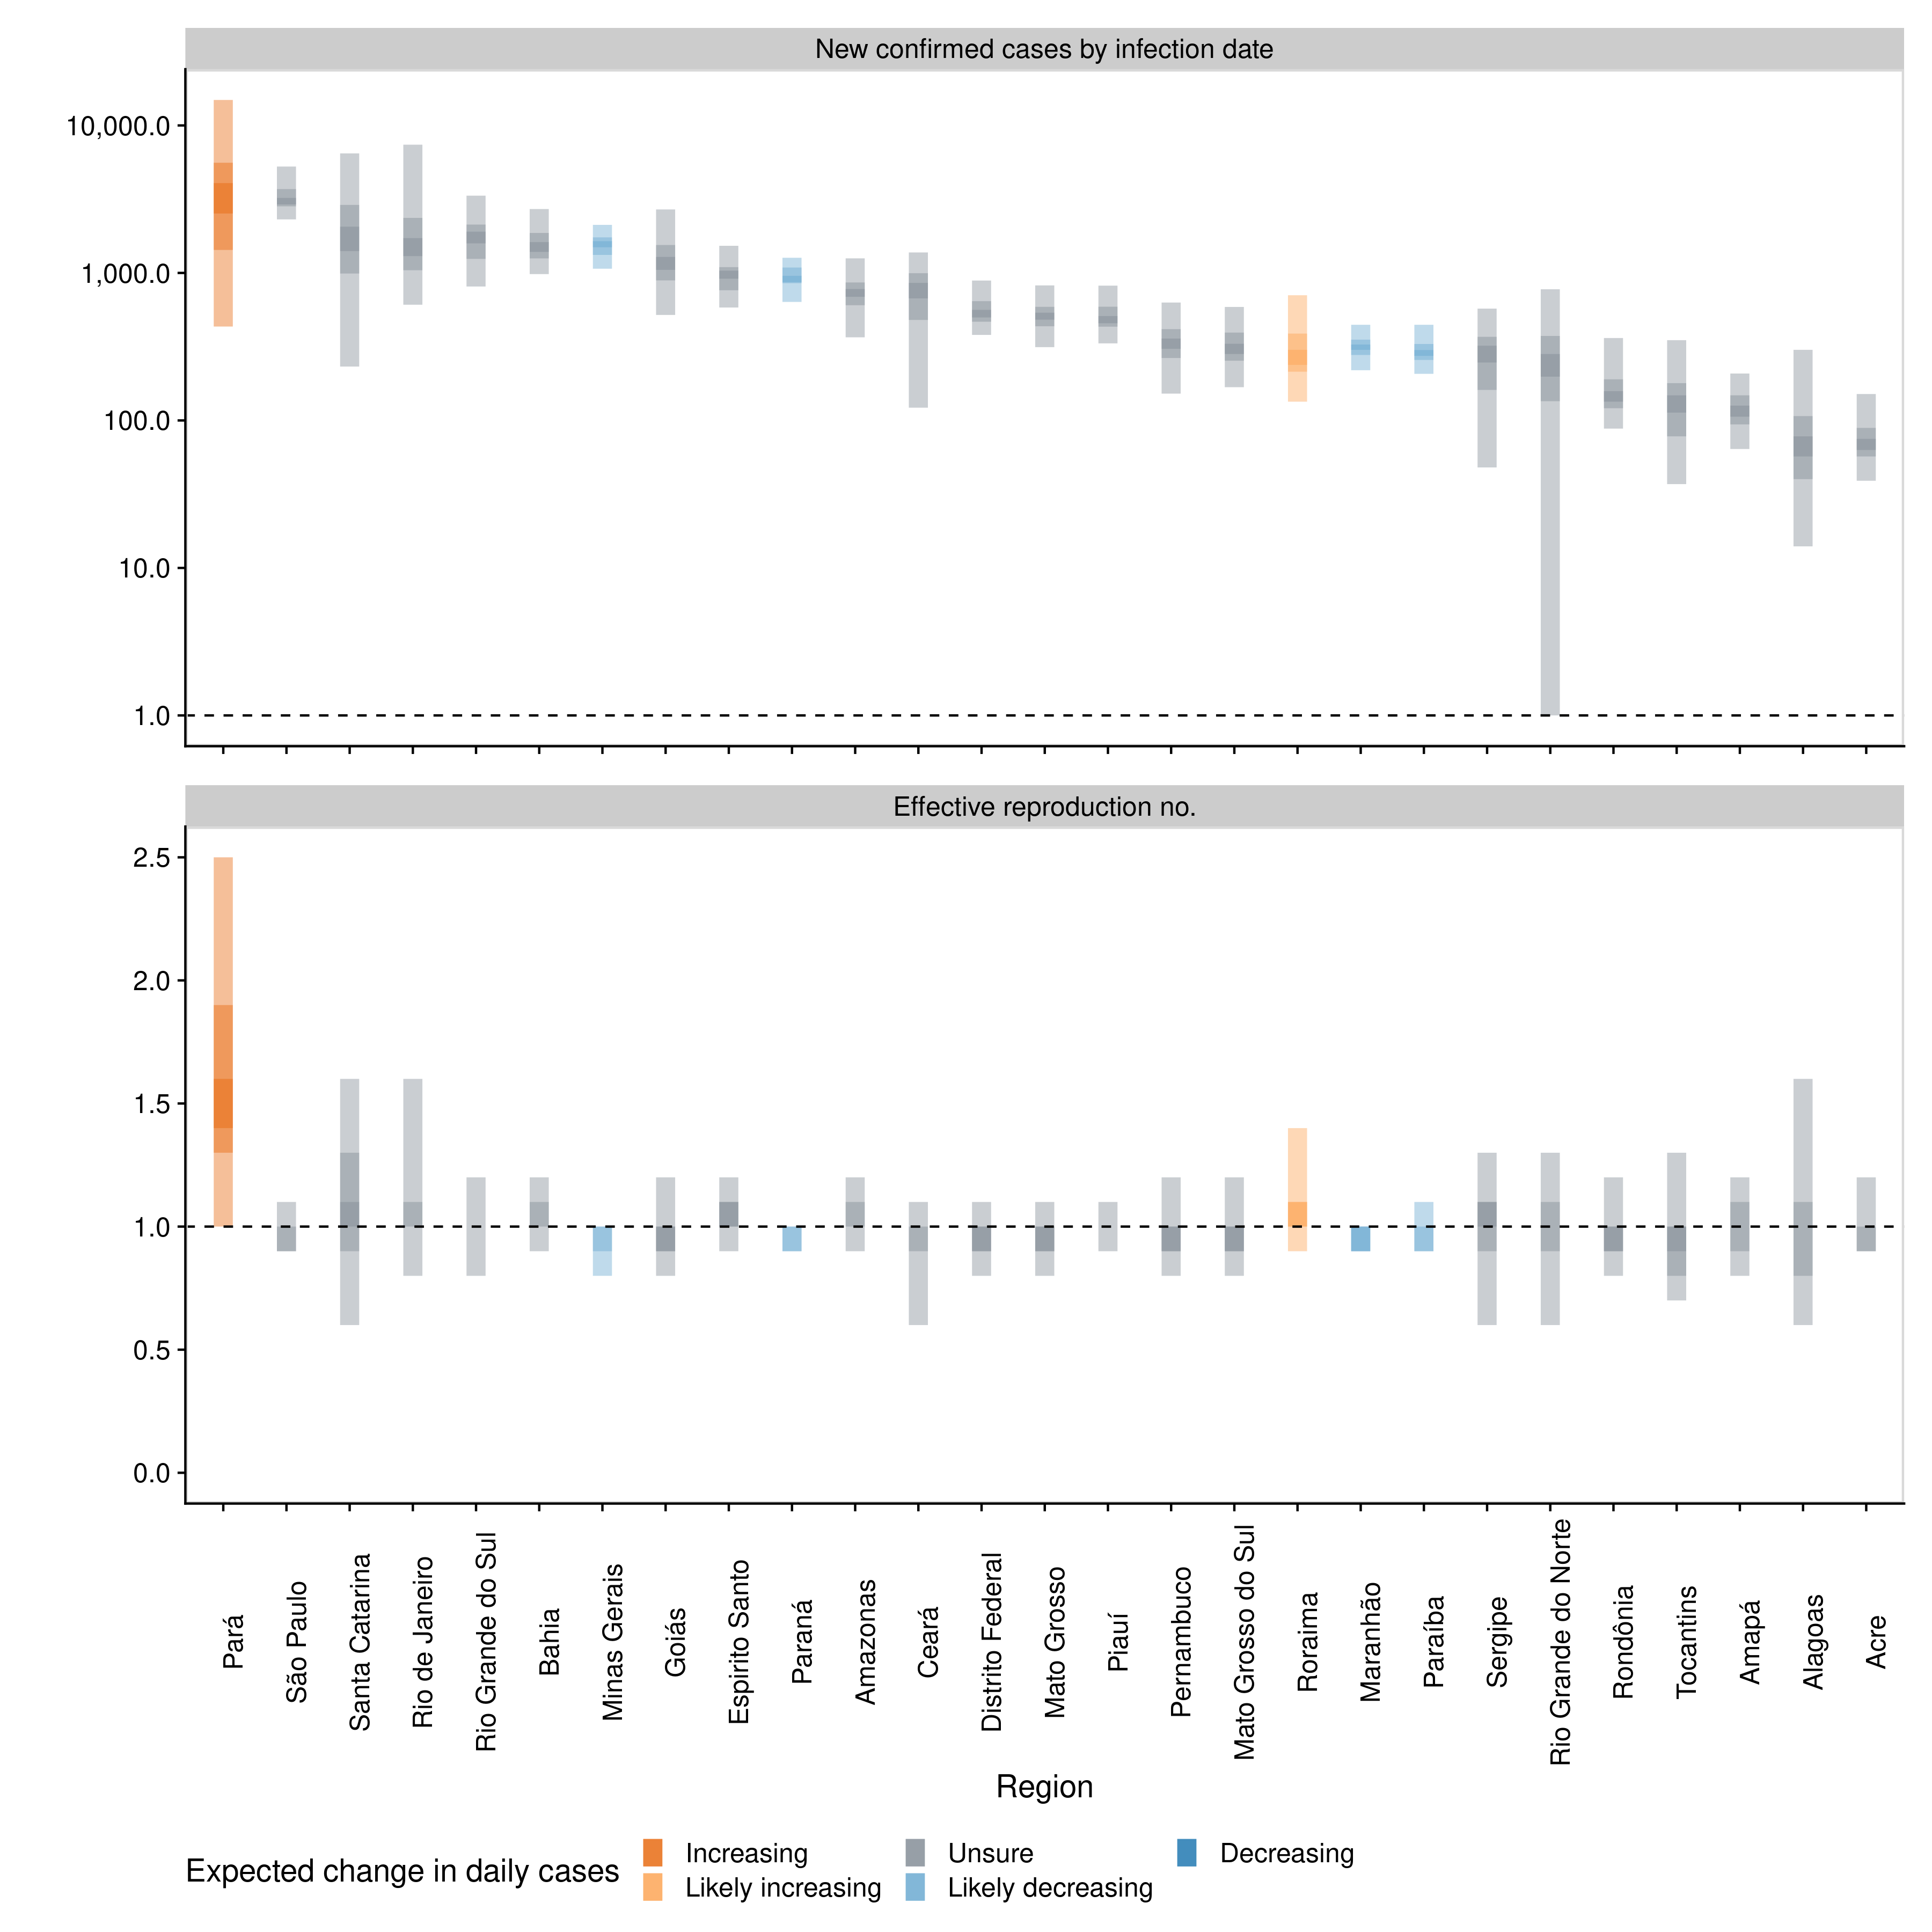 New confirmed cases by infection date
10,000.0
1,000.0
100.0
10.0
1.0
Effective reproduction no.
2.5
2.0
1.5
1.0
0.5
0.0
Pará
São Paulo
Santa Catarina
Rio de Janeiro
Rio Grande do Sul
Bahia
Minas Gerais
Goiás
Espirito Santo
Paraná
Amazonas
Ceará
Distrito Federal
Mato Grosso
Piauí
Pernambuco
Mato Grosso do Sul
Roraima
Maranhão
Paraíba
Sergipe
Rio Grande do Norte
Rondônia
Tocantins
Amapá
Alagoas
Acre
Region
Expected change in daily cases
Increasing
Likely increasing
Unsure
Likely decreasing
Decreasing